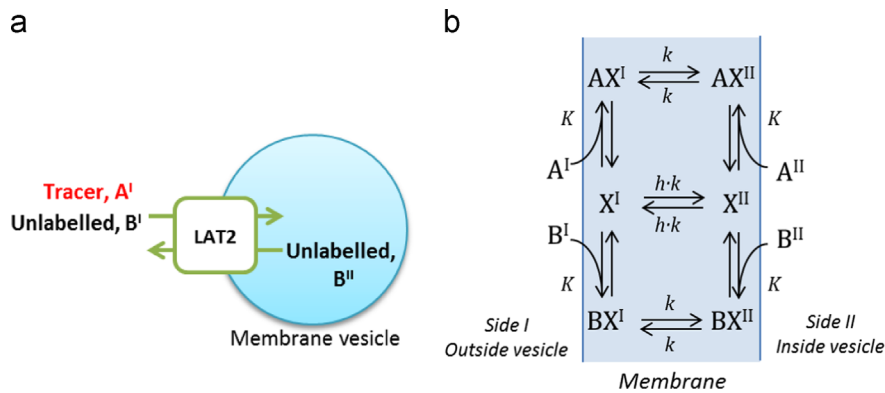 a
Tracer, Aᴵ
Unlabelled, Bᴵ
LAT2
Unlabelled,
Bᴵᴵ
Membrane vesicle
b
AXᴵ k k AXᴵᴵ
K K
Aᴵ Aᴵᴵ
Xᴵ h·k h·k Xᴵᴵ
Bᴵ Bᴵᴵ
K K
BXᴵ k k BXᴵᴵ
Side I
Outside vesicle
Side II
Inside vesicle
Membrane